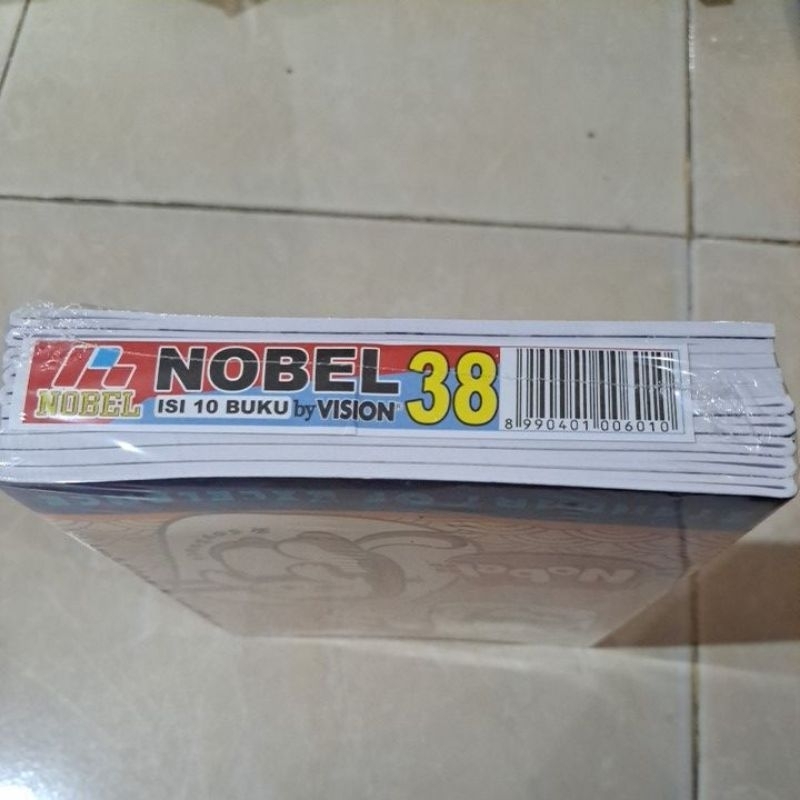 NOBEL
NOBEL 38
ISI 10 BUKU by VISION
8 990401 006010